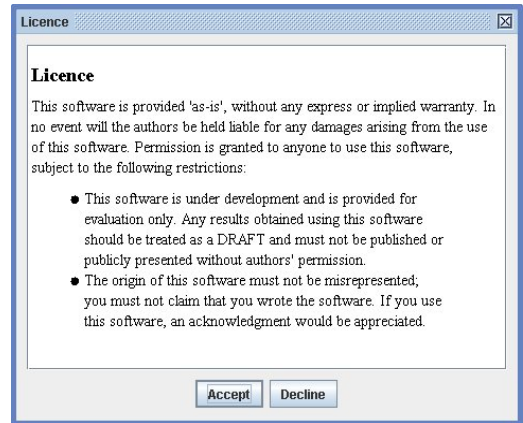 Licence
Licence
This software is provided 'as-is', without any express or implied warranty. In
no event will the authors be held liable for any damages arising from the use
of this software. Permission is granted to anyone to use this software,
subject to the following restrictions:
● This software is under development and is provided for
evaluation only. Any results obtained using this software
should be treated as a DRAFT and must not be published or
publicly presented without authors' permission.
● The origin of this software must not be misrepresented;
you must not claim that you wrote the software. If you use
this software, an acknowledgment would be appreciated.
Accept Decline